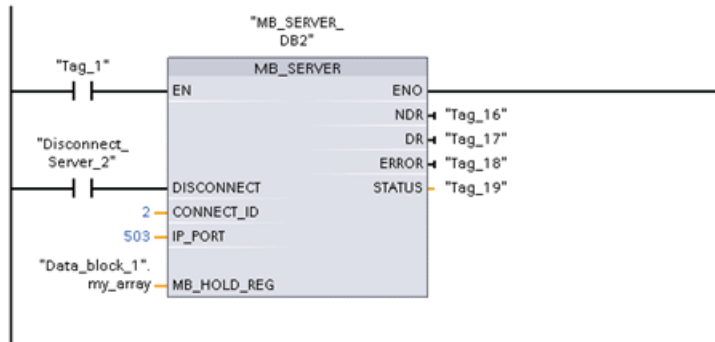 "MB_SERVER_
DB2"
"Tag_1"
MB_SERVER
EN
ENO
NDR
"Tag_16"
DR
"Tag_17"
"Disconnect_
Server_2"
ERROR
"Tag_18"
DISCONNECT
STATUS
"Tag_19"
2
CONNECT_ID
503
IP_PORT
"Data_block_1".
my_array
MB_HOLD_REG